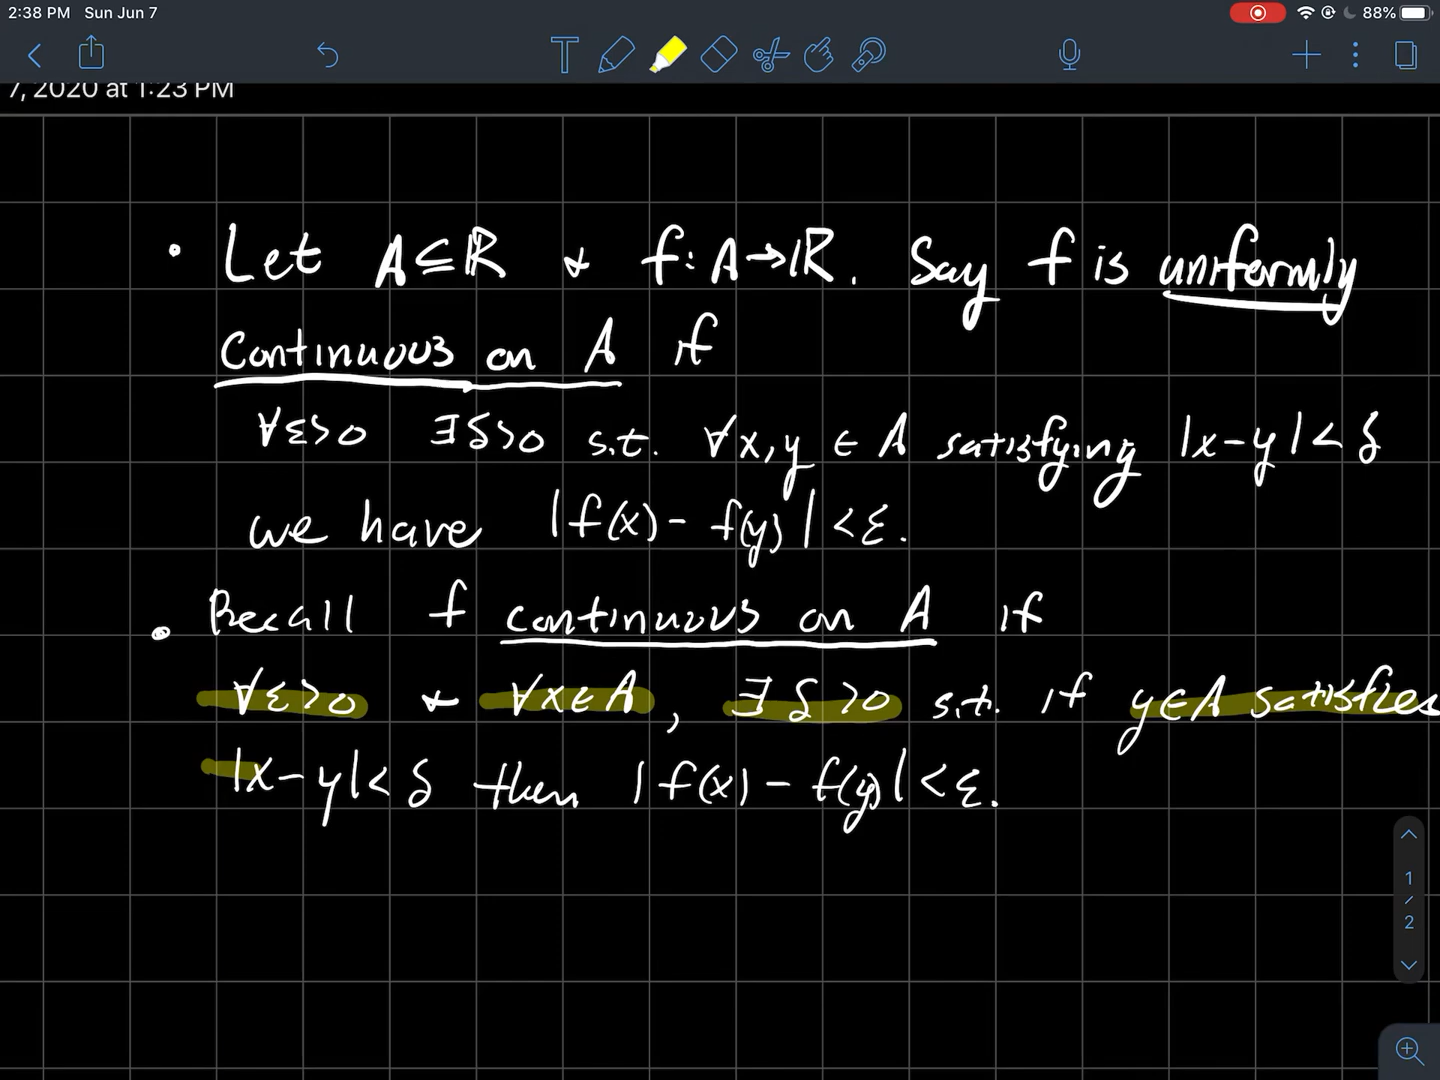 2:38 PM Sun Jun 7 88%
7, 2020 at 1:23 PM
• Let A⊆ℝ & f: A→ℝ. Say f is uniformly
continuous on A if
∀ε>0 ∃δ>0 s.t. ∀x,y ∈ A satisfying |x-y|<δ
we have |f(x)-f(y)|<ε.
• Recall f continuous on A if
∀ε>0 & ∀x∈A, ∃δ>0 s.t. if y∈A satisfies
|x-y|<δ then |f(x)-f(y)|<ε.
1
/
2